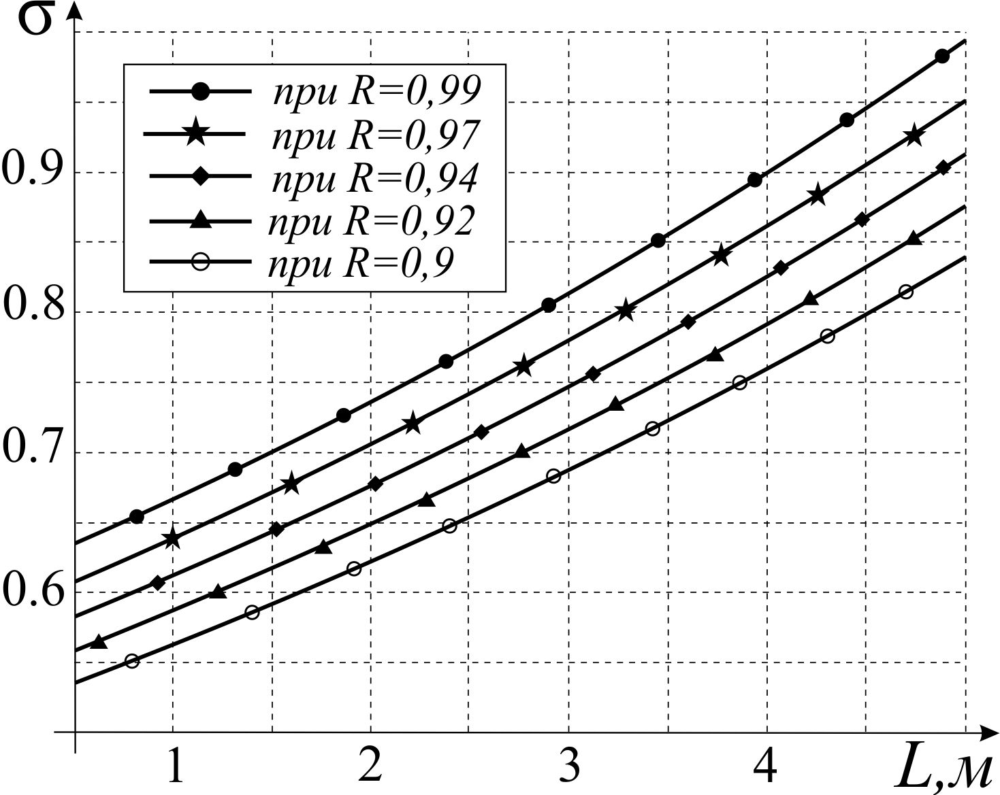 σ
при R=0,99
при R=0,97
при R=0,94
при R=0,92
при R=0,9
0.9
0.8
0.7
0.6
1 2 3 4 L,м